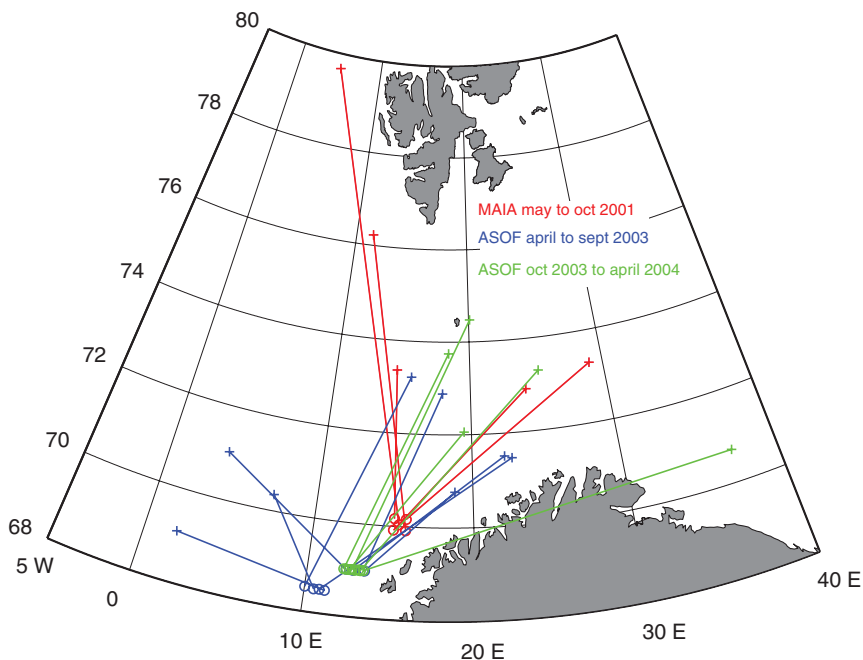 80
78
76
74
72
70
68
5 W
0
10 E
20 E
30 E
40 E
MAIA may to oct 2001
ASOF april to sept 2003
ASOF oct 2003 to april 2004